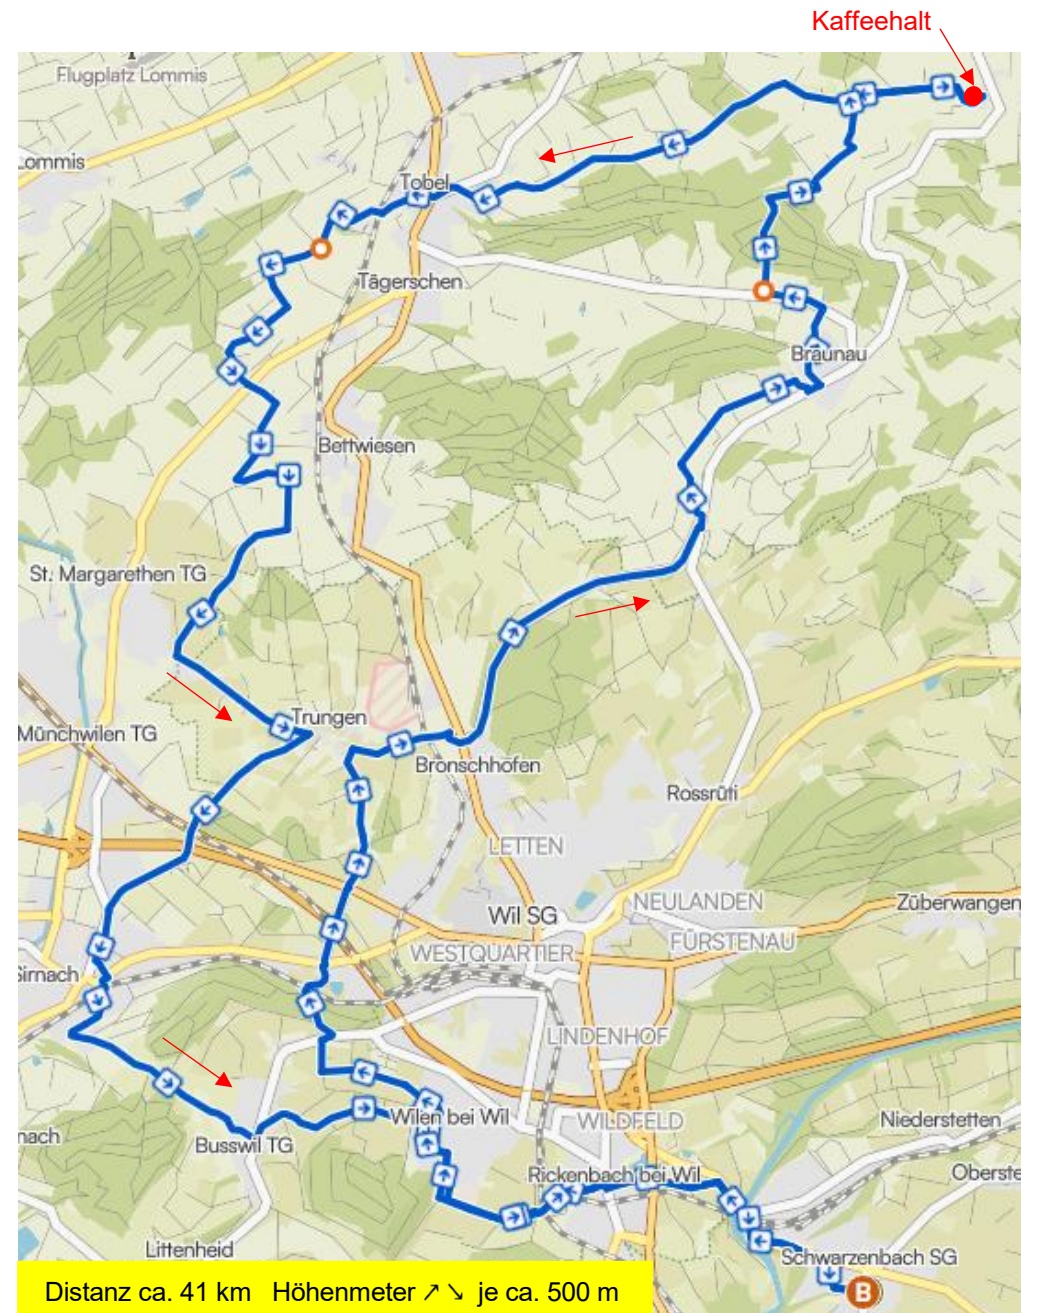 Kaffeehalt
Flugplatz Lommis
Lommis
Tobel
Tägerschen
Braunau
Bettwiesen
St. Margarethen TG
Trungen
Münchwilen TG
Bronschhofen
Rossrüti
LETTEN
NEULANDEN
Züberwangen
Wil SG
FÜRSTENAU
WESTQUARTIER
Sirnach
LINDENHOF
Wilen bei Wil
WILDFELD
Niederstetten
nach
Busswil TG
Rickenbach bei Wil
Oberste
Littenheid
Schwarzenbach SG
B
Distanz ca. 41 km Höhenmeter ↗ ↘ je ca. 500 m